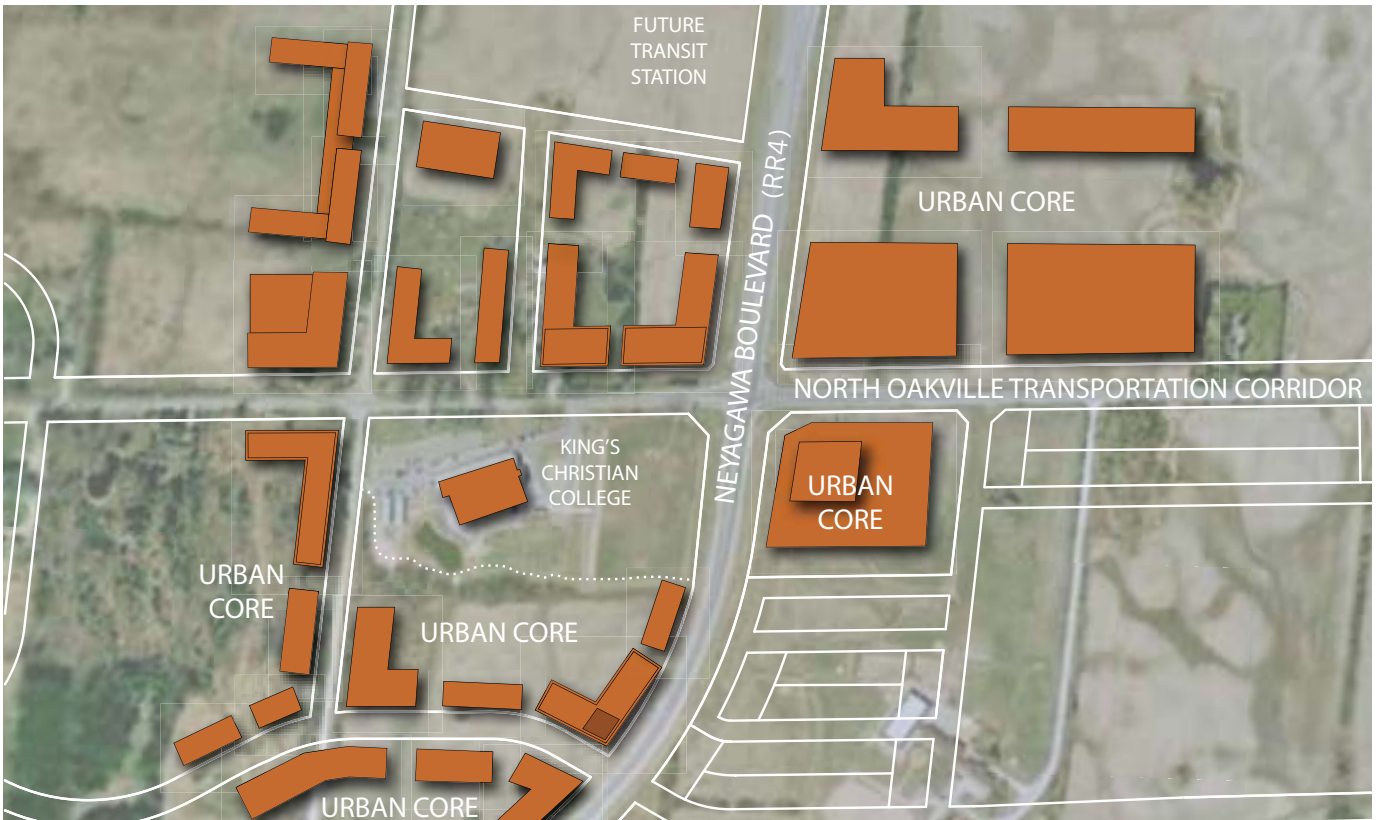 FUTURE
TRANSIT
STATION
URBAN CORE
NEYAGAWA BOULEVARD (RR4)
NORTH OAKVILLE TRANSPORTATION CORRIDOR
KING'S
CHRISTIAN
COLLEGE
URBAN
CORE
URBAN
CORE
URBAN CORE
URBAN CORE